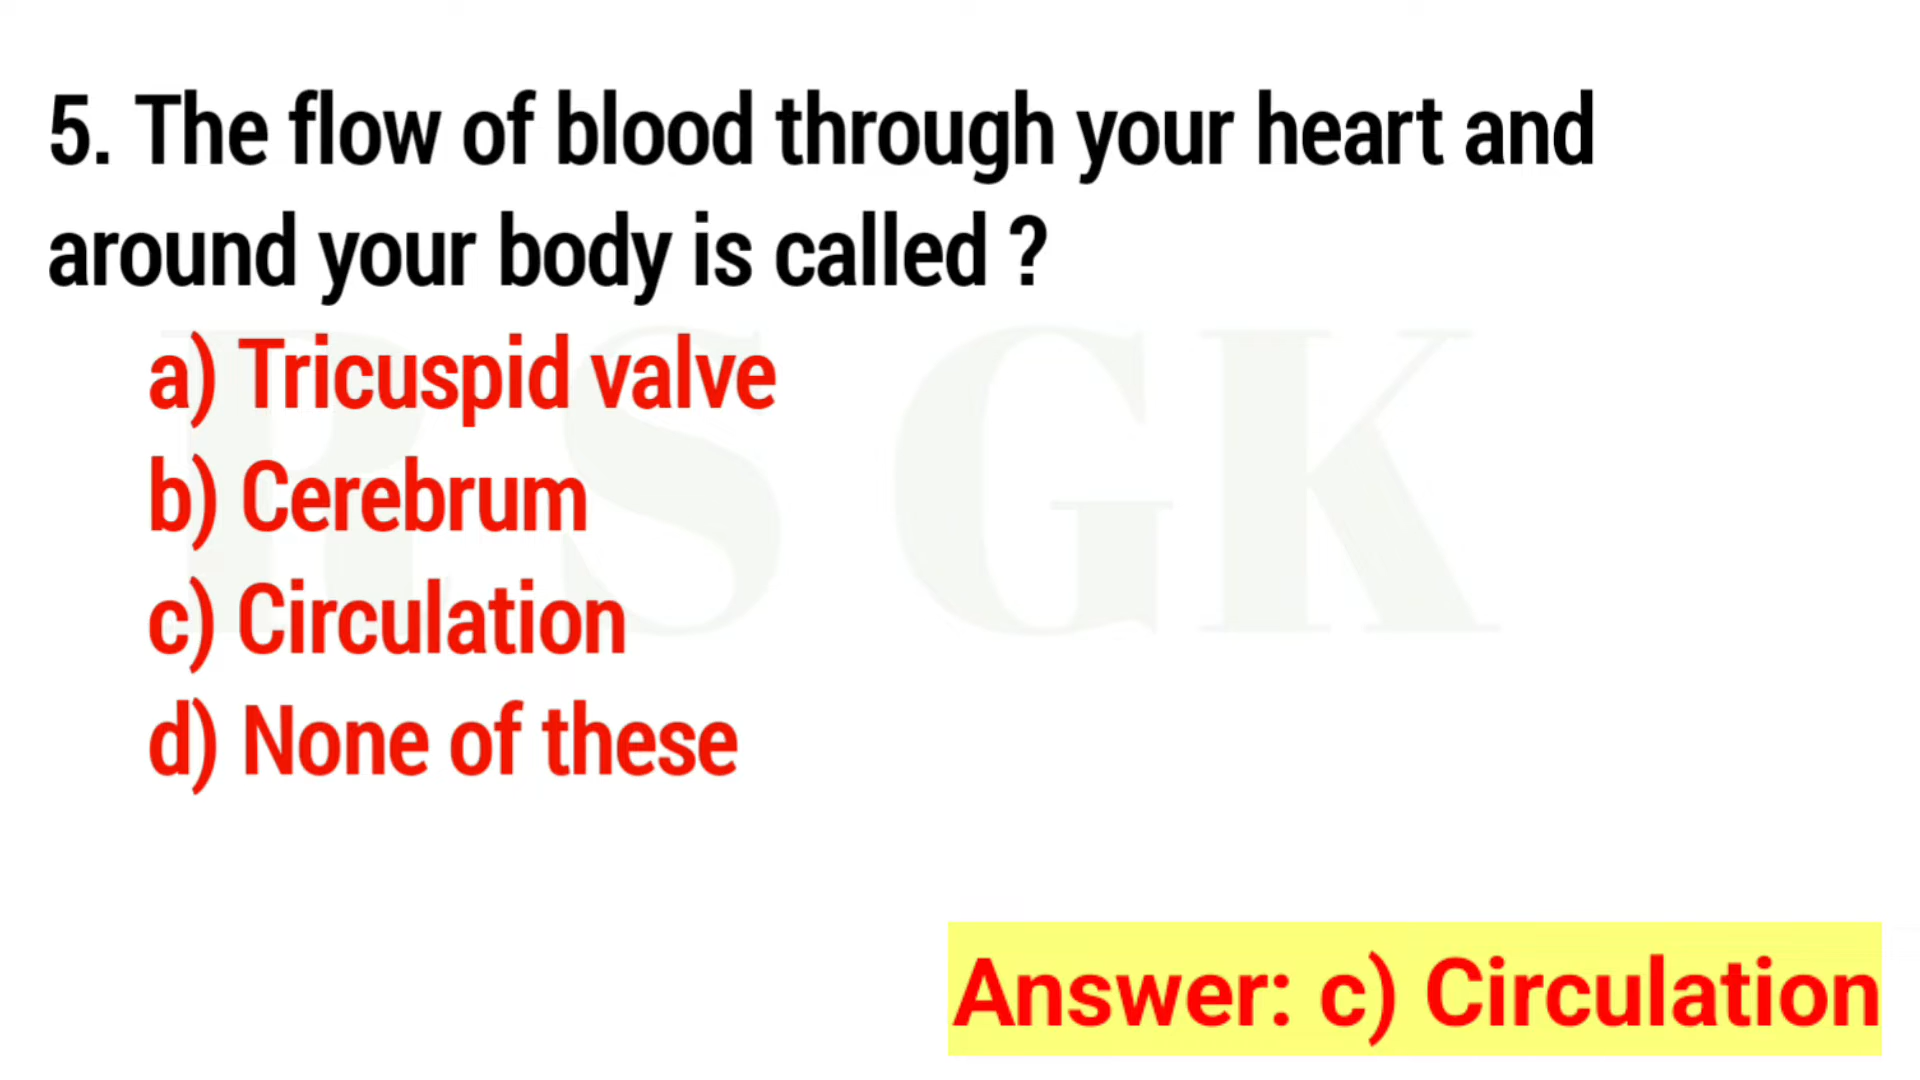 5. The flow of blood through your heart and
around your body is called ?
a) Tricuspid valve
b) Cerebrum
c) Circulation
d) None of these
R S GK
Answer: c) Circulation